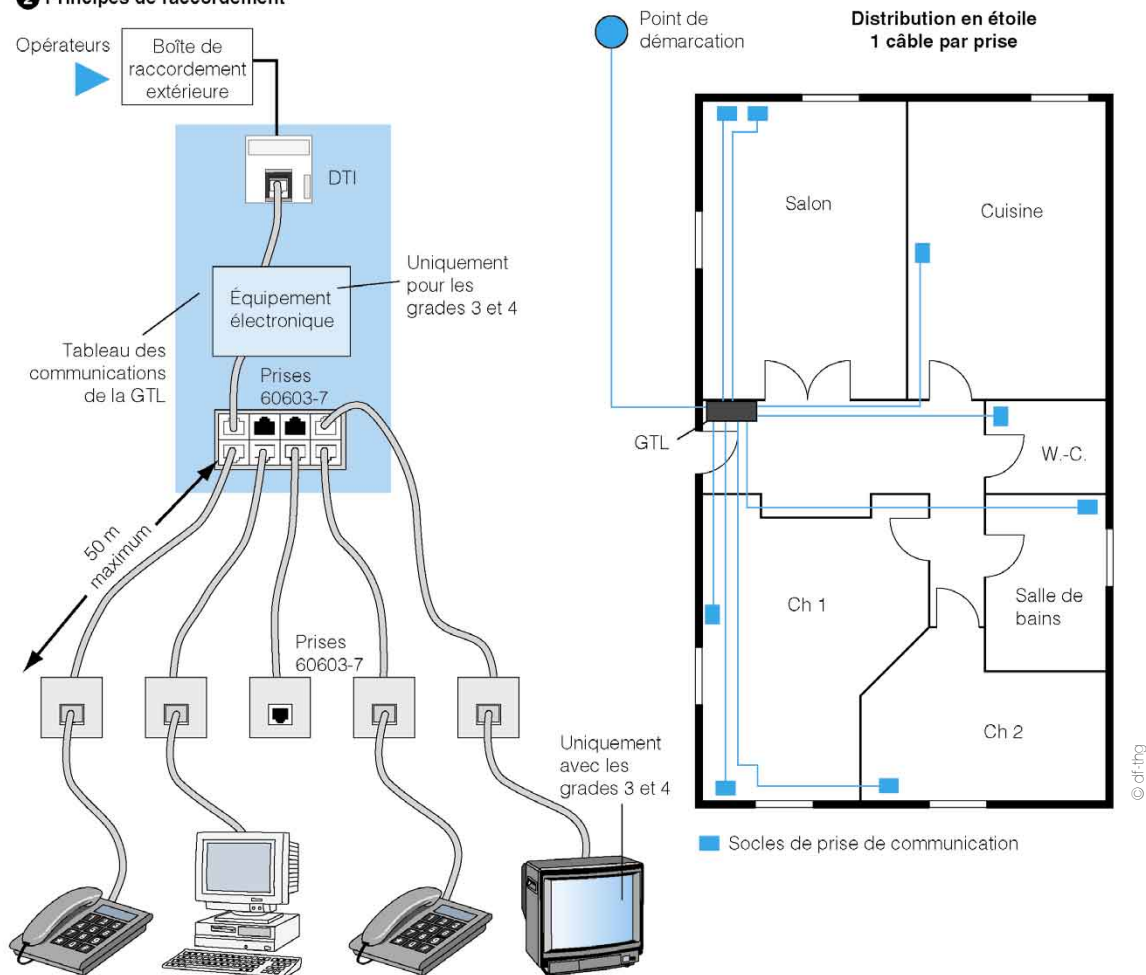 2 Principes de raccordement
Opérateurs
Boîte de
raccordement
extérieure
DTI
Équipement
électronique
Uniquement
pour les
grades 3 et 4
Tableau des
communications
de la GTL
Prises
60603-7
50 m
maximum
Prises
60603-7
Uniquement
avec les
grades 3 et 4
Point de
démarcation
Distribution en étoile
1 câble par prise
Salon
Cuisine
GTL
W.-C.
Ch 1
Salle de
bains
Ch 2
Socles de prise de communication
© df-thg